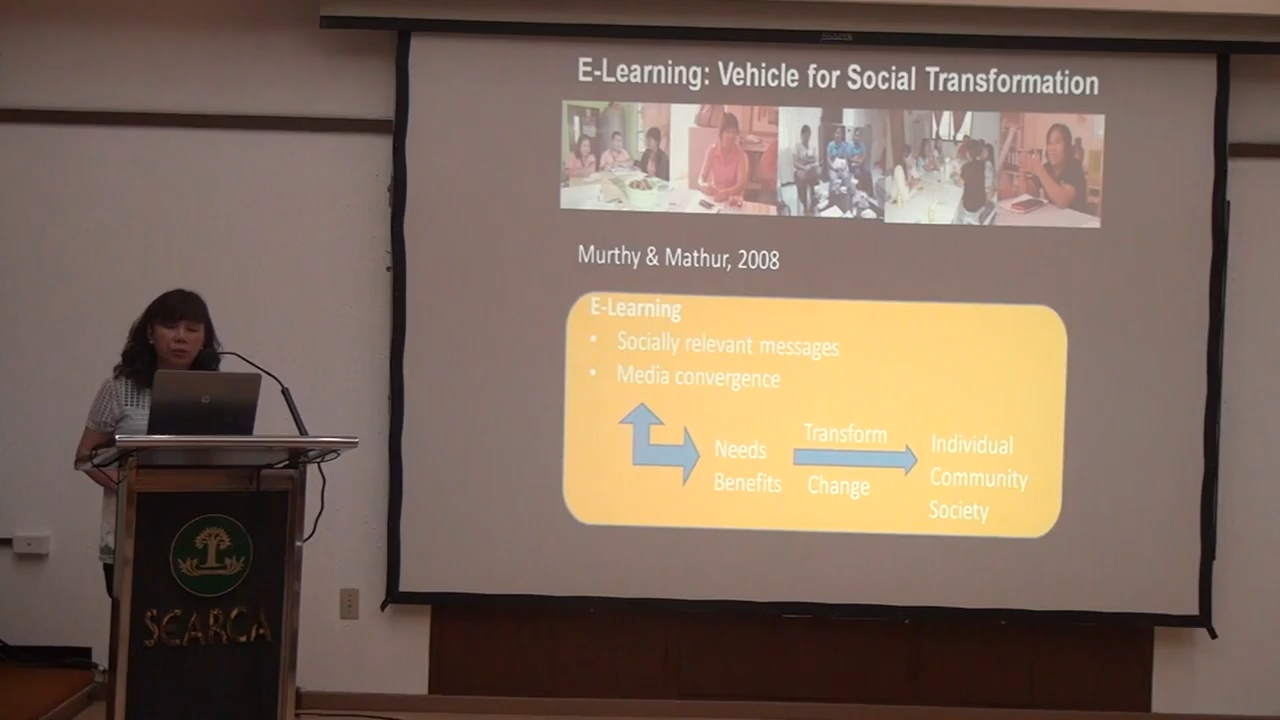 E-Learning: Vehicle for Social Transformation
Murthy & Mathur, 2008
E-Learning
• Socially relevant messages
• Media convergence
Needs
Benefits
Transform
Change
Individual
Community
Society
SEARCA